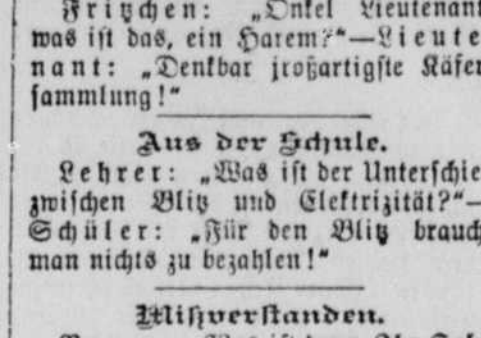 Fritzchen: „Onkel Lieutenant
was ist das, ein Harem?“—Lieute
nant: „Denkbar jroßartigste Käfer
sammlung!“
Aus der Schule.
Lehrer: „Was ist der Unterschie
zwischen Blitz und Elektrizität?“—
Schüler: „Für den Blitz brauch
man nichts zu bezahlen!“
Mißverstanden.